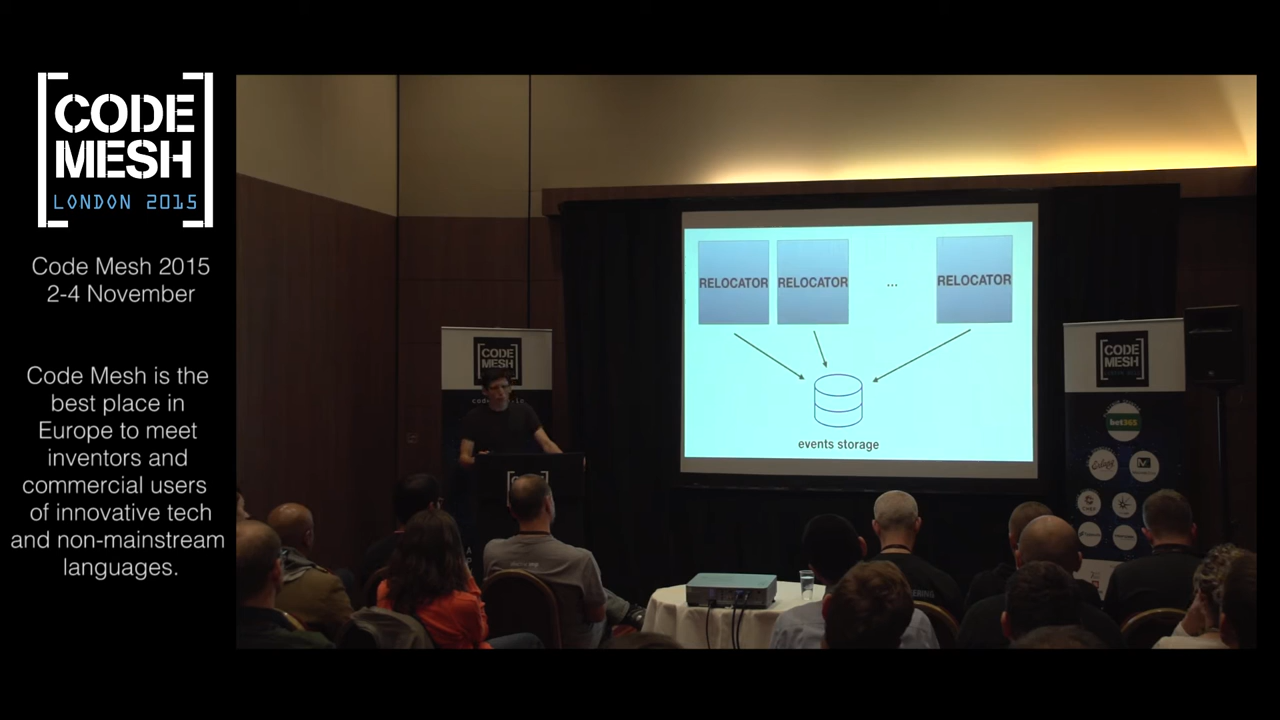 CODE
MESH
LONDON 2015
Code Mesh 2015
2-4 November
Code Mesh is the
best place in
Europe to meet
inventors and
commercial users
of innovative tech
and non-mainstream
languages.
RELOCATOR
RELOCATOR
...
RELOCATOR
events storage
CODE
MESH
CODE
MESH
bet365